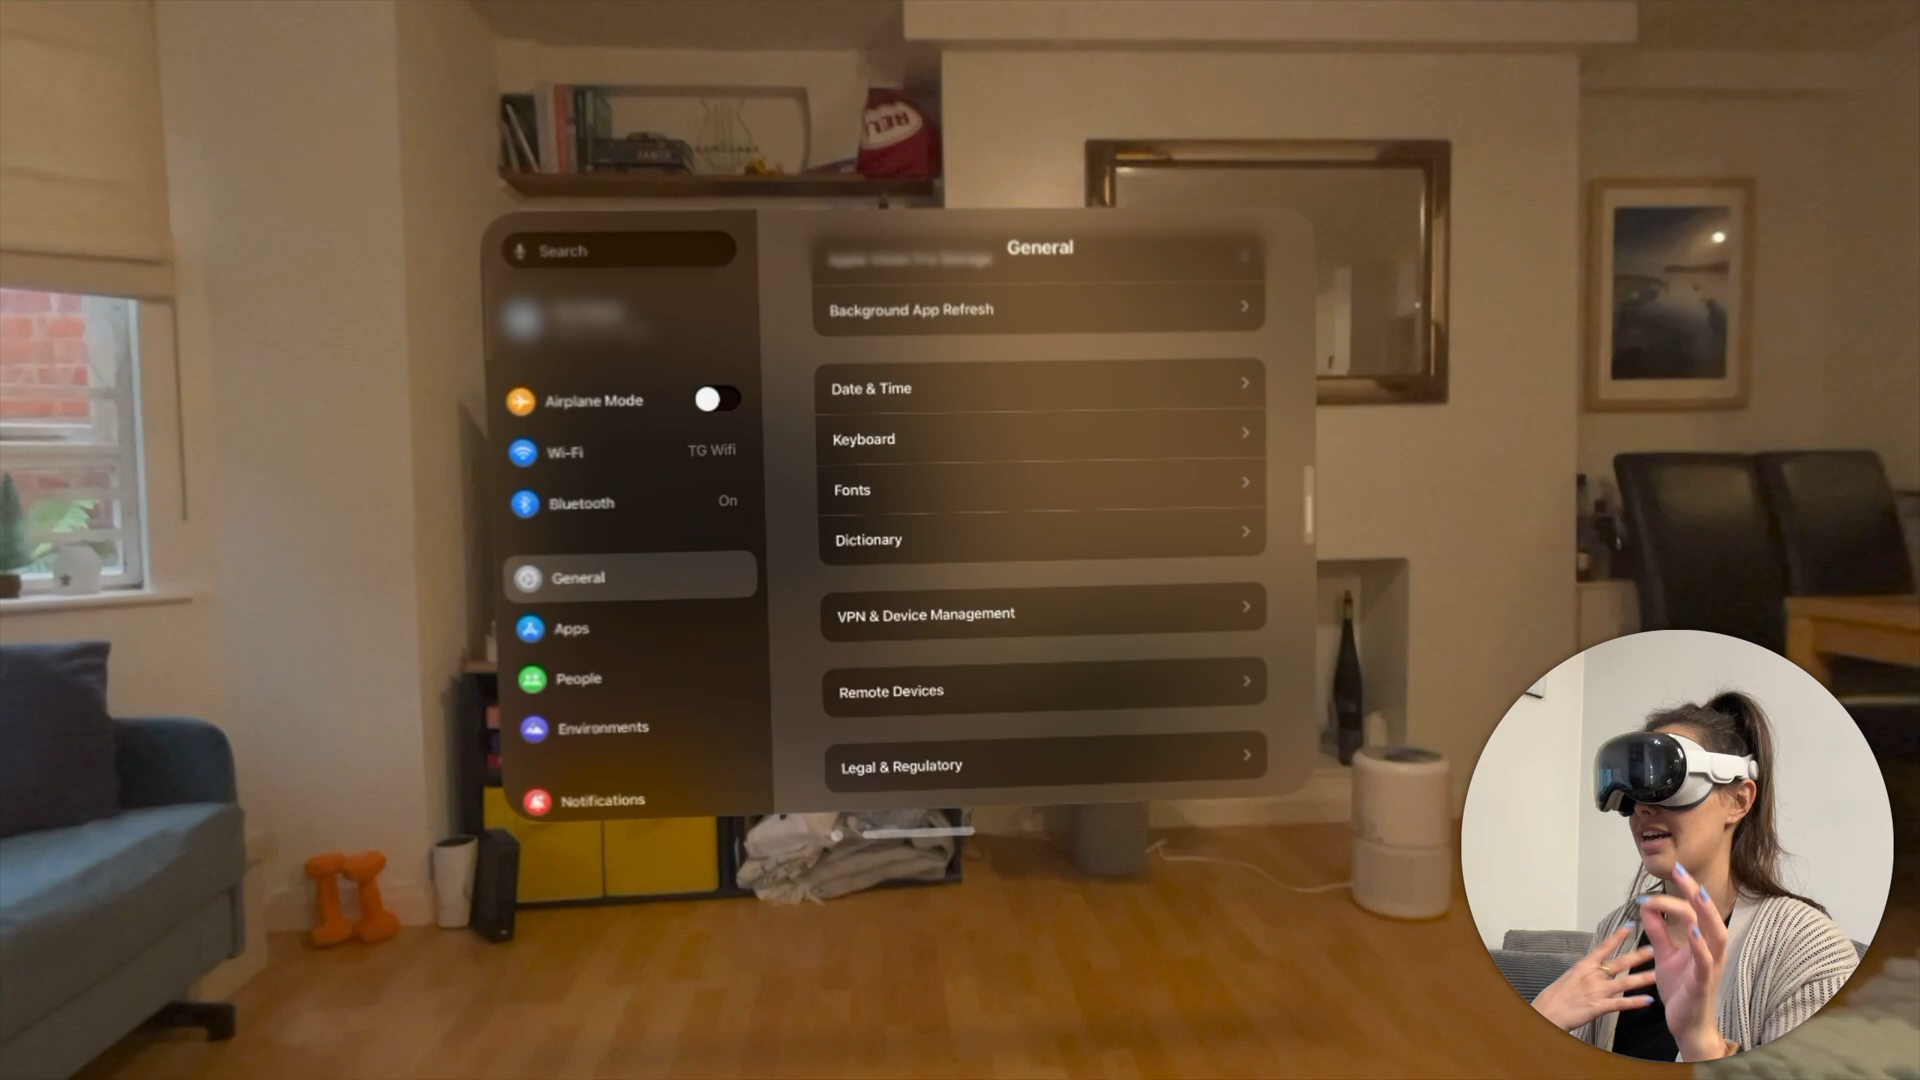 REL
Search
General
Background App Refresh
Airplane Mode
Date & Time
Wi-Fi
TG Wifi
Keyboard
Bluetooth
On
Fonts
Dictionary
General
VPN & Device Management
Apps
People
Remote Devices
Environments
Legal & Regulatory
Notifications